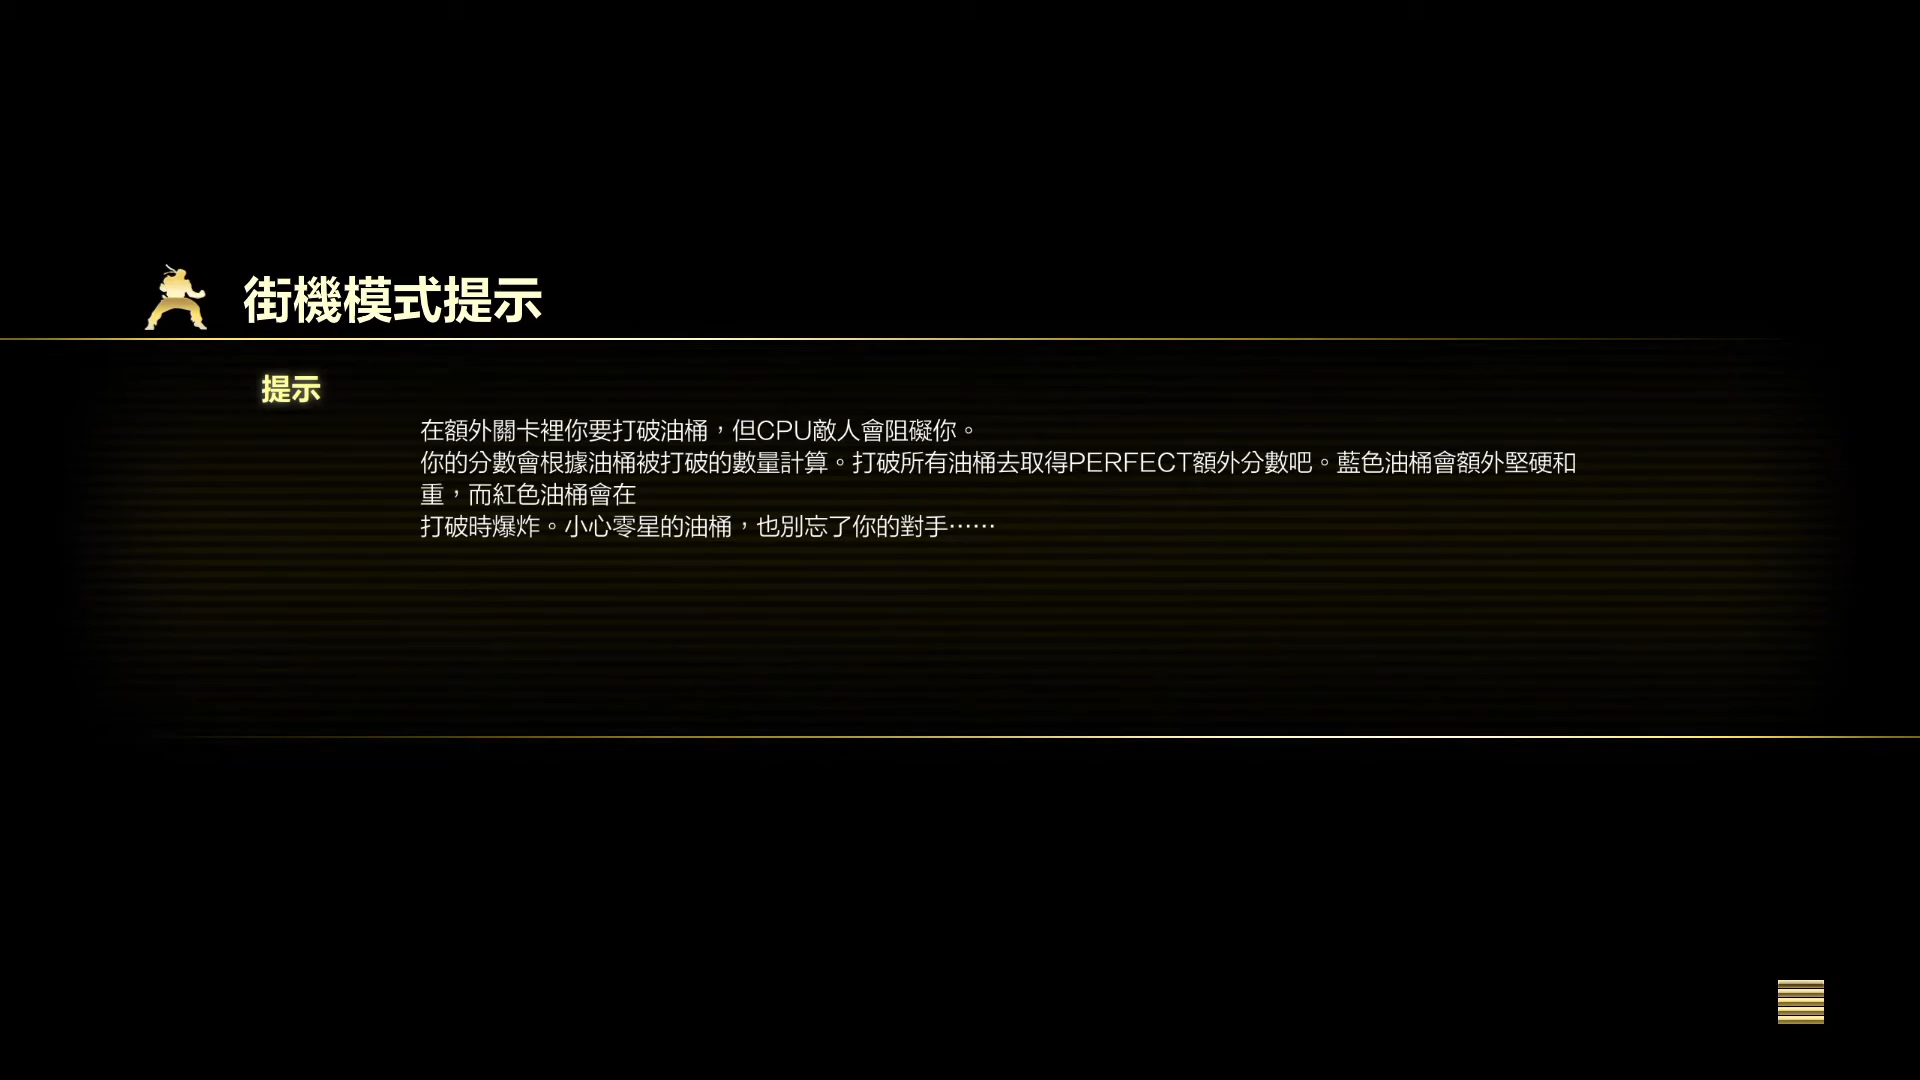 街機模式提示
提示
在額外關卡裡你要打破油桶，但CPU敵人會阻礙你。
你的分數會根據油桶被打破的數量計算。打破所有油桶去取得PERFECT額外分數吧。藍色油桶會額外堅硬和
重，而紅色油桶會在
打破時爆炸。小心零星的油桶，也別忘了你的對手⋯⋯